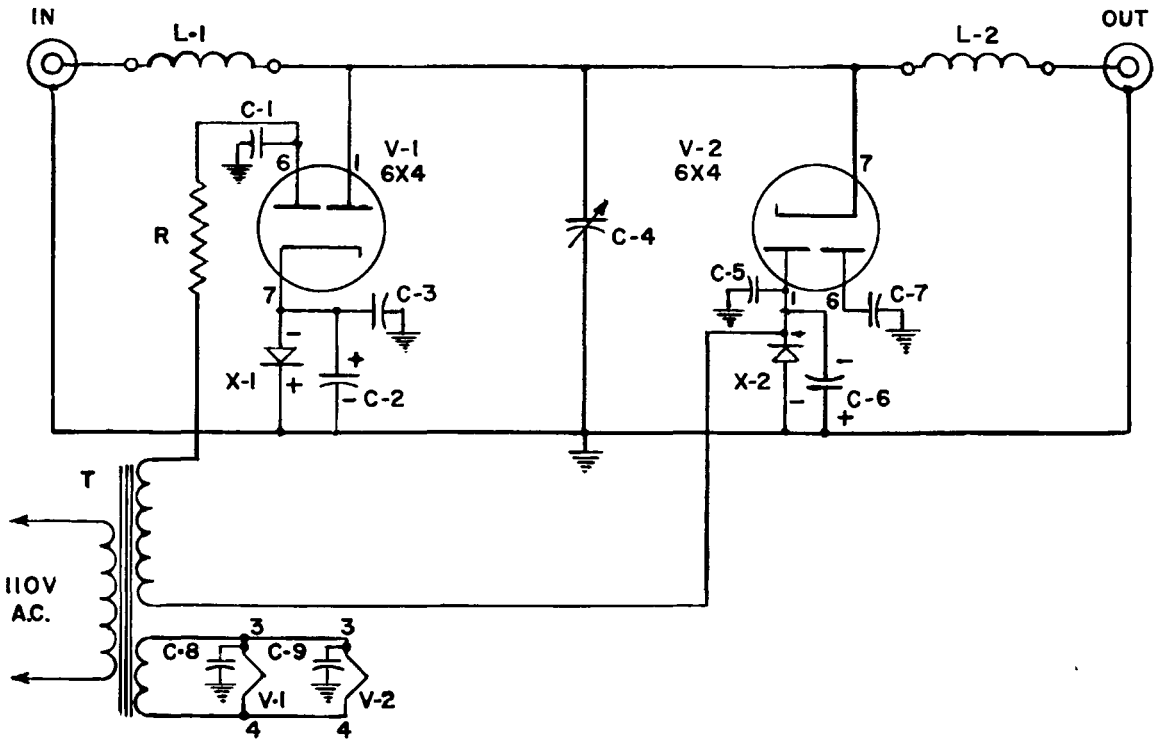 IN
OUT
L-1
L-2
C-1
6
1
V-1
6X4
V-2
6X4
7
R
C-4
C-5
C-3
7
1
6
C-7
-
X-1
+
+
- C-2
X-2
-
-
C-6
+
T
110V
A.C.
3
3
C-8
C-9
V-1
V-2
4
4